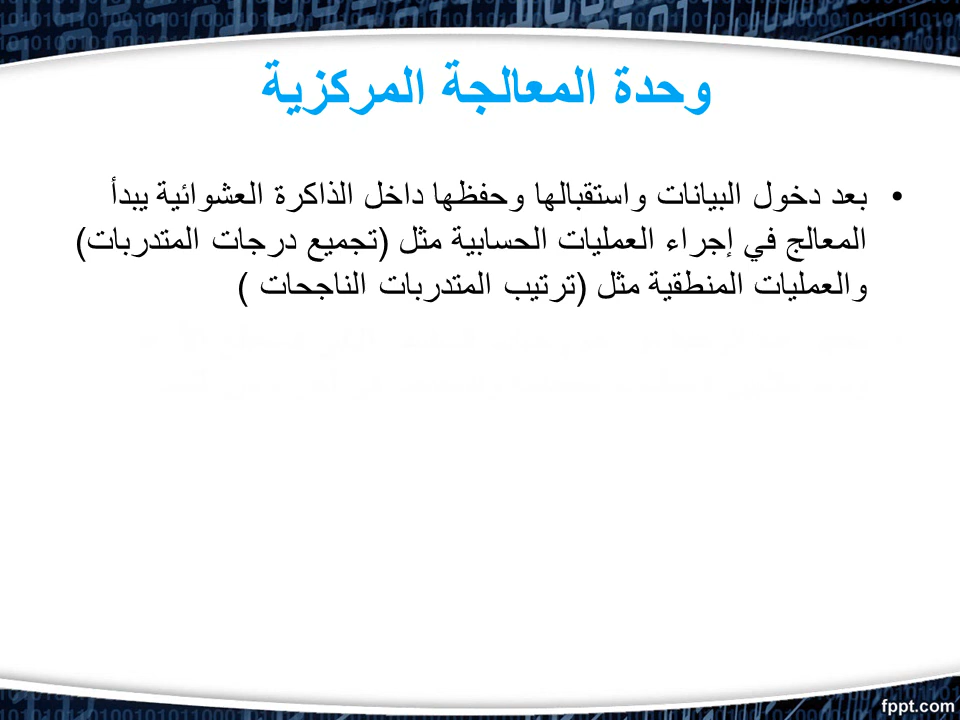 وحدة المعالجة المركزية
• بعد دخول البيانات واستقبالها وحفظها داخل الذاكرة العشوائية يبدأ
المعالج في إجراء العمليات الحسابية مثل (تجميع درجات المتدربات)
والعمليات المنطقية مثل (ترتيب المتدربات الناجحات )
fppt.com